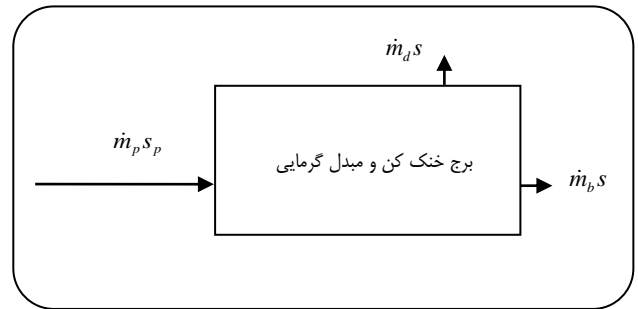 ṁ_d s
ṁ_p s_p
برج خنک کن و مبدل گرمایی
ṁ_b s